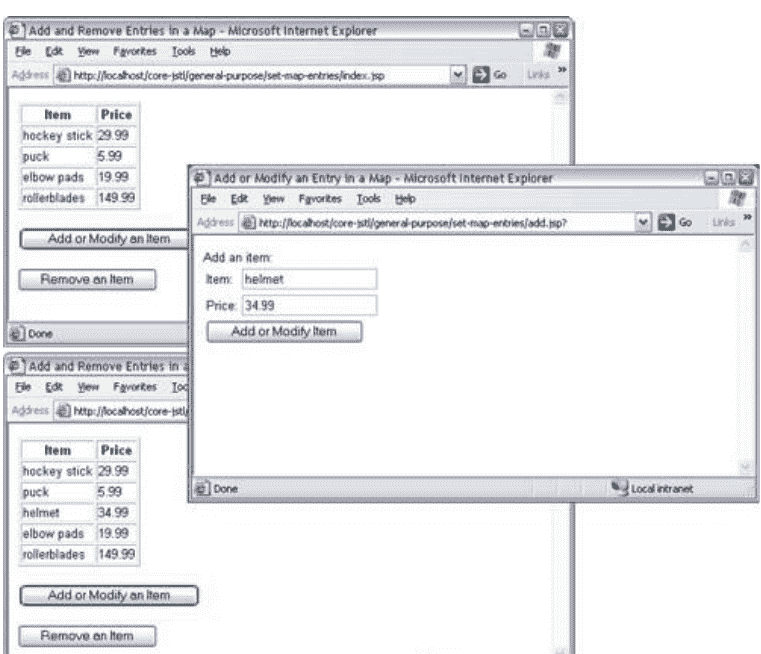 Add and Remove Entries in a Map - Microsoft Internet Explorer
File Edit View Favorites Tools Help
Address http://localhost/core-jstl/general-purpose/set-map-entries/index.jsp Go Links »
Item Price
hockey stick 29.99
puck 5.99
elbow pads 19.99
rollerblades 149.99
Add or Modify an Item
Remove an Item
Done
Add or Modify an Entry in a Map - Microsoft Internet Explorer
File Edit View Favorites Tools Help
Address http://localhost/core-jstl/general-purpose/set-map-entries/add.jsp? Go Links »
Add an item:
Item: helmet
Price: 34.99
Add or Modify Item
Done Local intranet
Add and Remove Entries in a
File Edit View Favorites Too
Address http://localhost/core-jstl/
Item Price
hockey stick 29.99
puck 5.99
helmet 34.99
elbow pads 19.99
rollerblades 149.99
Add or Modify an Item
Remove an Item